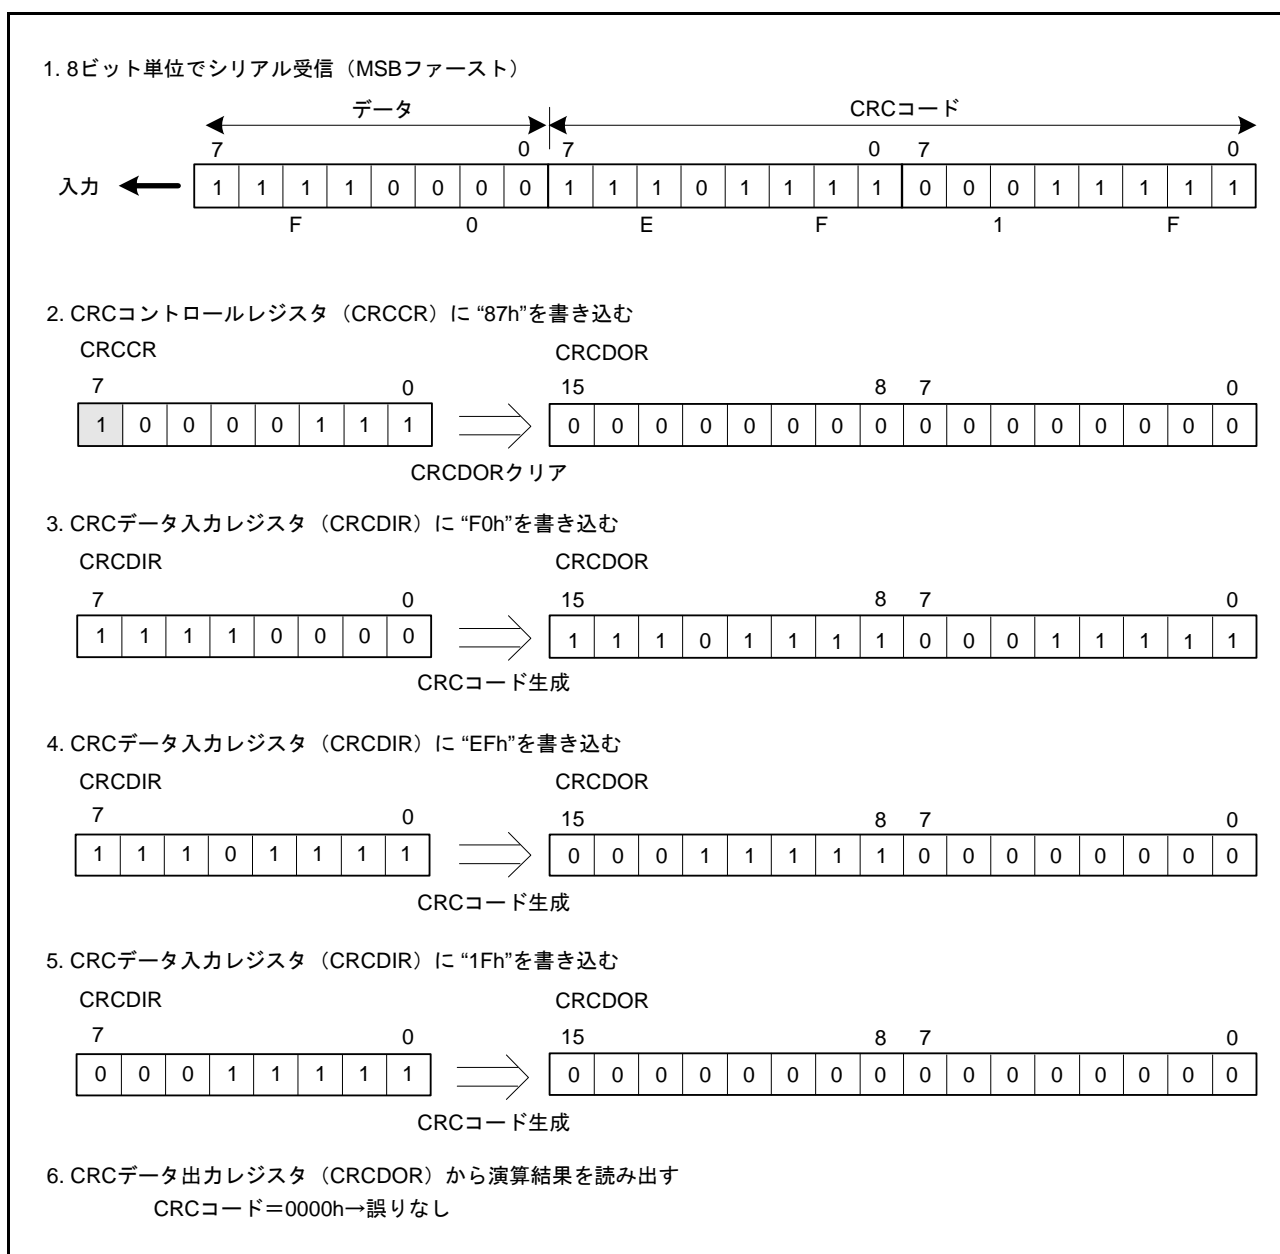 1. 8ビット単位でシリアル受信（MSBファースト）
データ CRCコード
7 0 7 0 7 0
入力 1 1 1 1 0 0 0 0 1 1 1 0 1 1 1 1 0 0 0 1 1 1 1 1
F 0 E F 1 F
2. CRCコントロールレジスタ（CRCCR）に “87h”を書き込む
CRCCR CRCDOR
7 0 15 8 7 0
1 0 0 0 0 1 1 1 0 0 0 0 0 0 0 0 0 0 0 0 0 0 0 0
CRCDORクリア
3. CRCデータ入力レジスタ（CRCDIR）に “F0h”を書き込む
CRCDIR CRCDOR
7 0 15 8 7 0
1 1 1 1 0 0 0 0 1 1 1 0 1 1 1 1 0 0 0 1 1 1 1 1
CRCコード生成
4. CRCデータ入力レジスタ（CRCDIR）に “EFh”を書き込む
CRCDIR CRCDOR
7 0 15 8 7 0
1 1 1 0 1 1 1 1 0 0 0 1 1 1 1 1 0 0 0 0 0 0 0 0
CRCコード生成
5. CRCデータ入力レジスタ（CRCDIR）に “1Fh”を書き込む
CRCDIR CRCDOR
7 0 15 8 7 0
0 0 0 1 1 1 1 1 0 0 0 0 0 0 0 0 0 0 0 0 0 0 0 0
CRCコード生成
6. CRCデータ出力レジスタ（CRCDOR）から演算結果を読み出す
CRCコード＝0000h→誤りなし